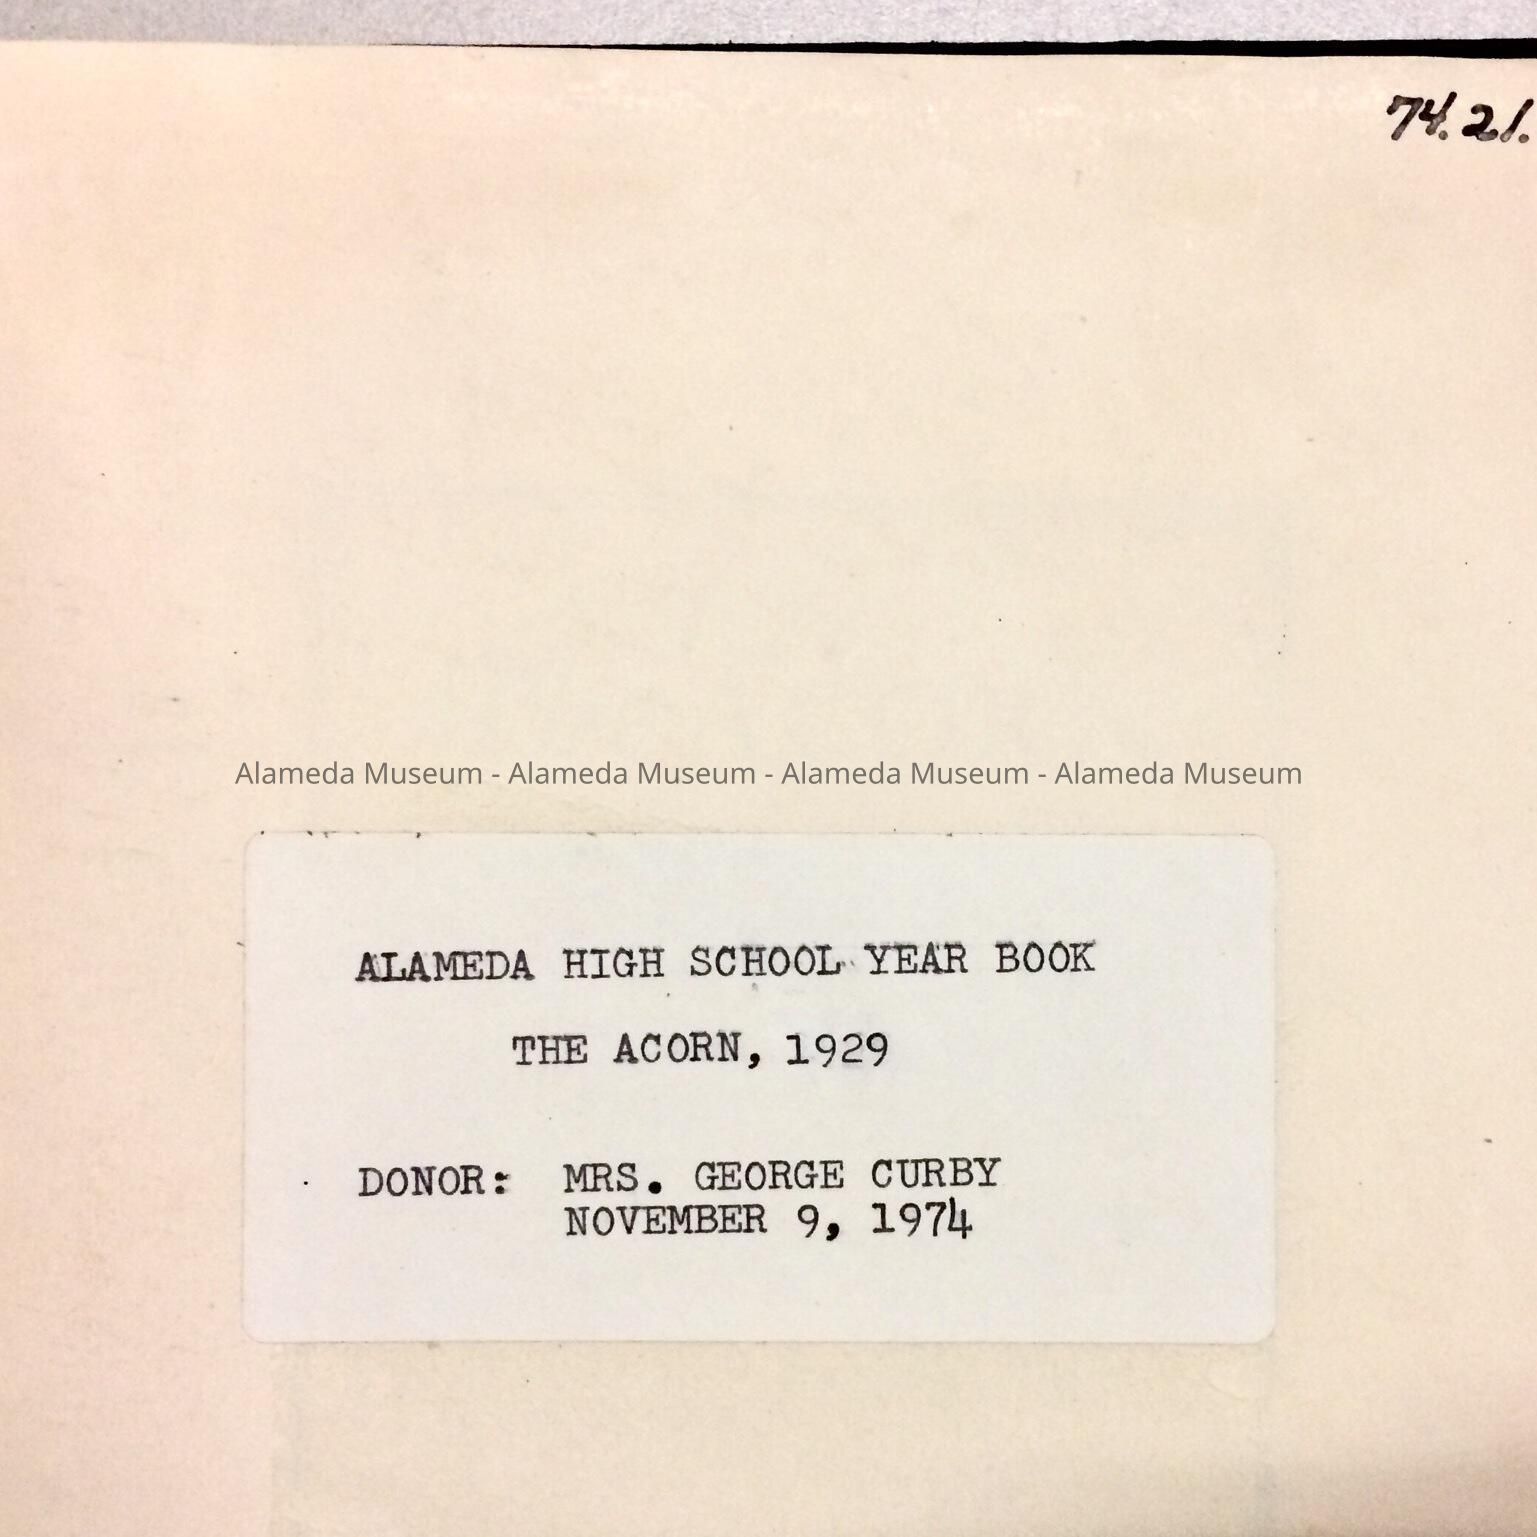 74.21.
Alameda Museum - Alameda Museum - Alameda Museum - Alameda Museum
ALAMEDA HIGH SCHOOL YEAR BOOK
THE ACORN, 1929
DONOR: MRS. GEORGE CURBY
NOVEMBER 9, 1974